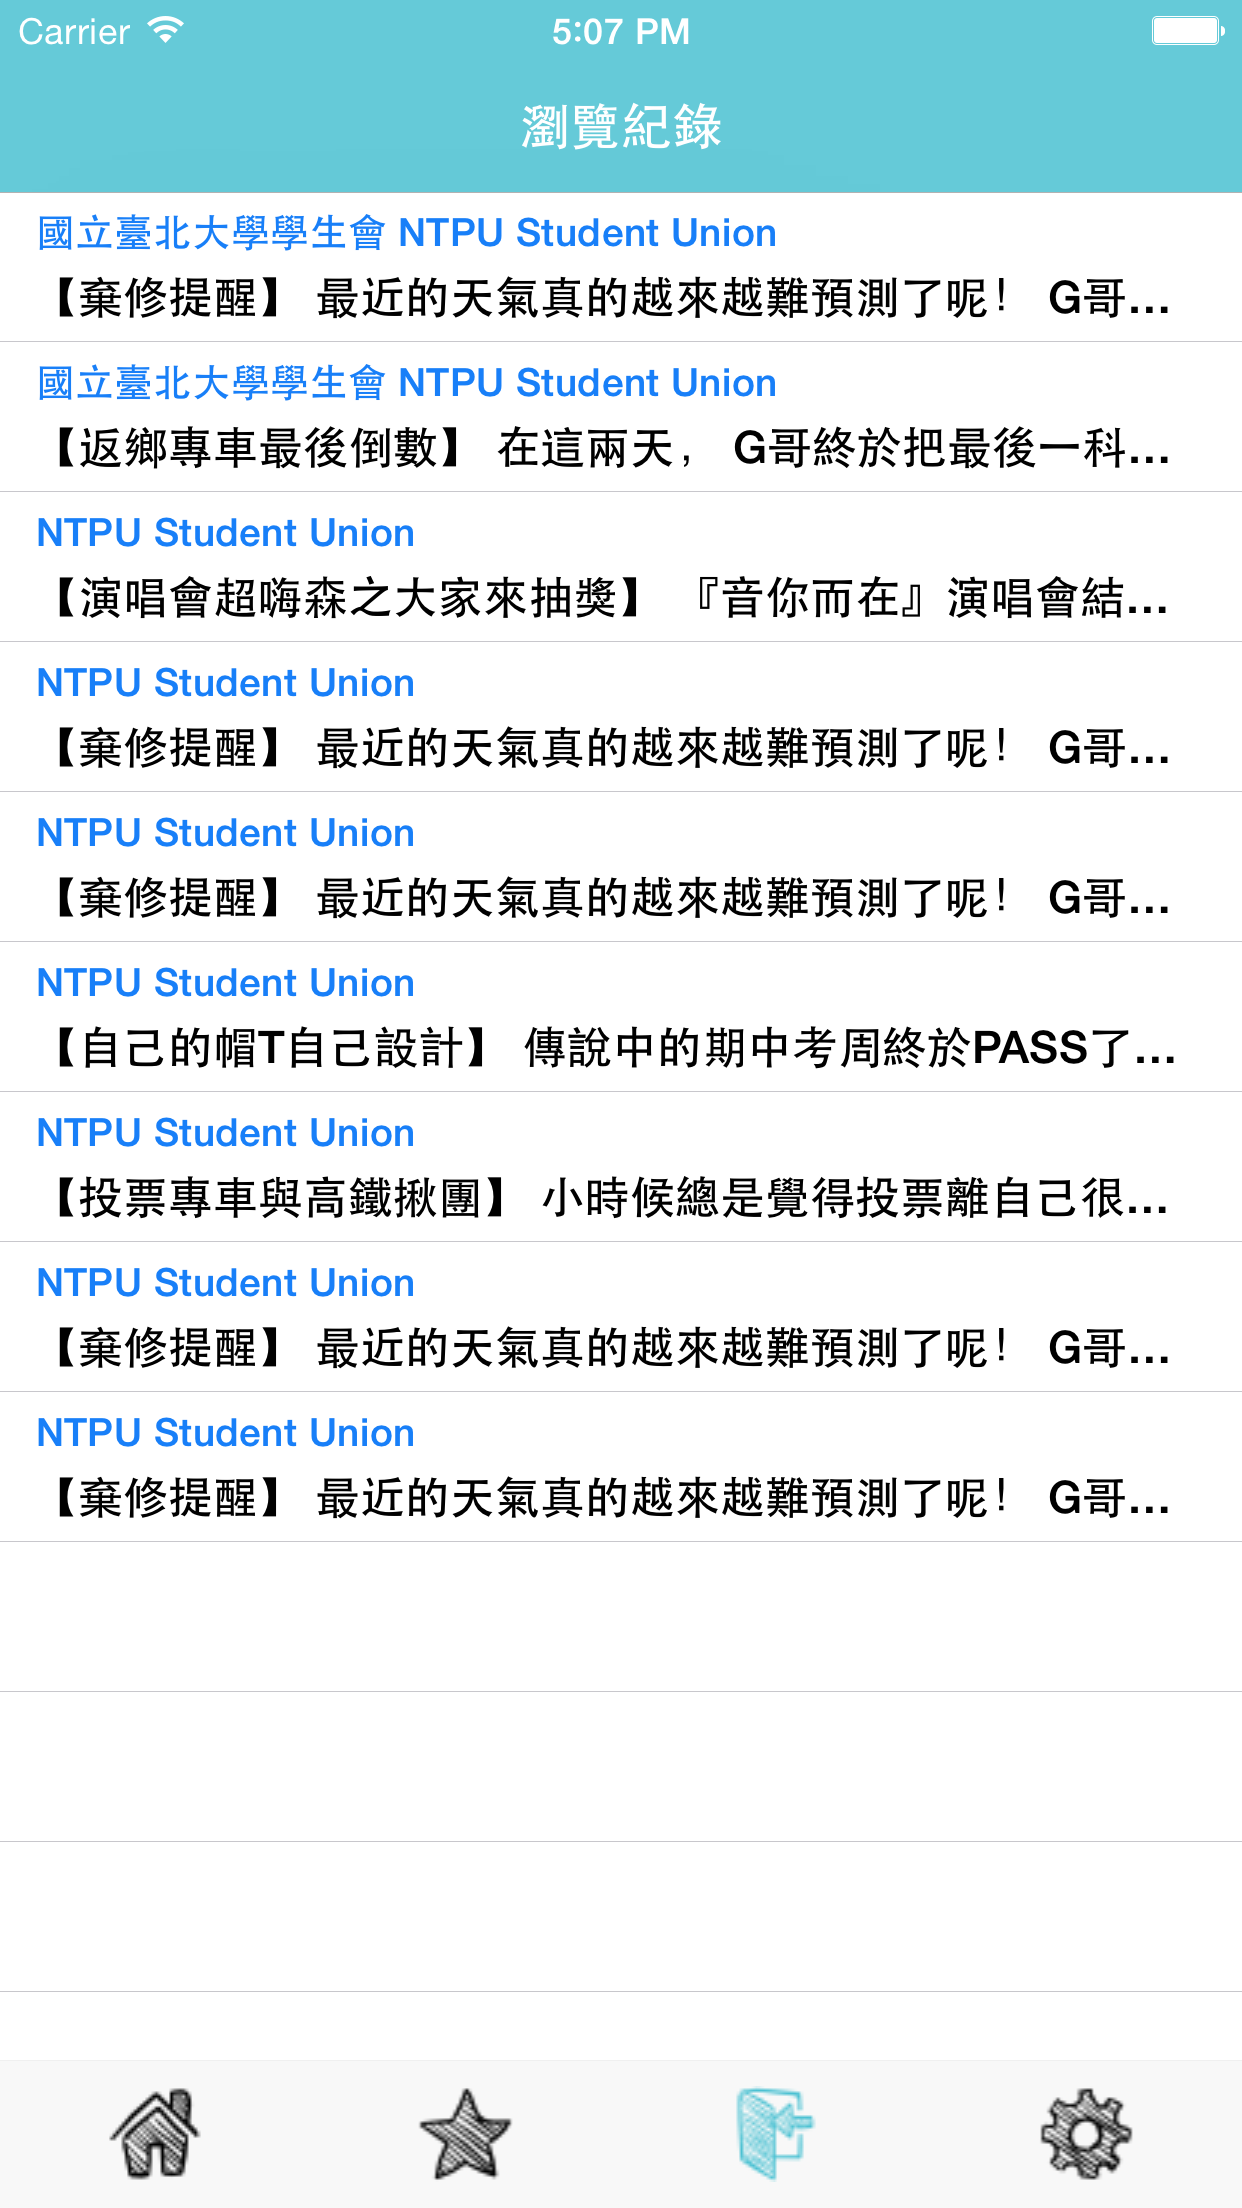 Carrier 5:07 PM
瀏覽紀錄
國立臺北大學學生會 NTPU Student Union
【棄修提醒】 最近的天氣真的越來越難預測了呢！ G哥...
國立臺北大學學生會 NTPU Student Union
【返鄉專車最後倒數】 在這兩天， G哥終於把最後一科...
NTPU Student Union
【演唱會超嗨森之大家來抽獎】 『音你而在』演唱會結...
NTPU Student Union
【棄修提醒】 最近的天氣真的越來越難預測了呢！ G哥...
NTPU Student Union
【棄修提醒】 最近的天氣真的越來越難預測了呢！ G哥...
NTPU Student Union
【自己的帽T自己設計】 傳說中的期中考周終於PASS了...
NTPU Student Union
【投票專車與高鐵揪團】 小時候總是覺得投票離自己很...
NTPU Student Union
【棄修提醒】 最近的天氣真的越來越難預測了呢！ G哥...
NTPU Student Union
【棄修提醒】 最近的天氣真的越來越難預測了呢！ G哥...